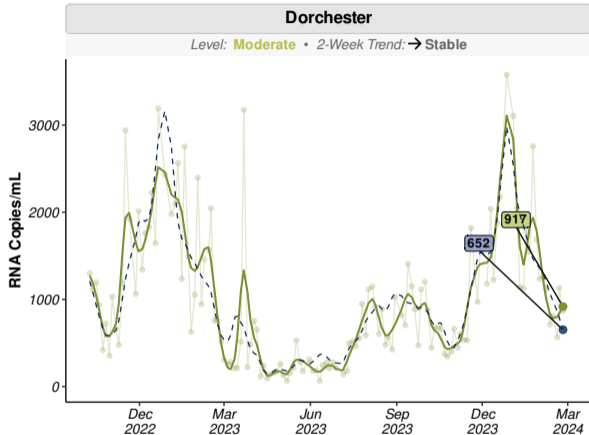 Dorchester
Level: Moderate • 2-Week Trend: → Stable
RNA Copies/mL
3000
2000
1000
0
917
652
Dec
2022
Mar
2023
Jun
2023
Sep
2023
Dec
2023
Mar
2024